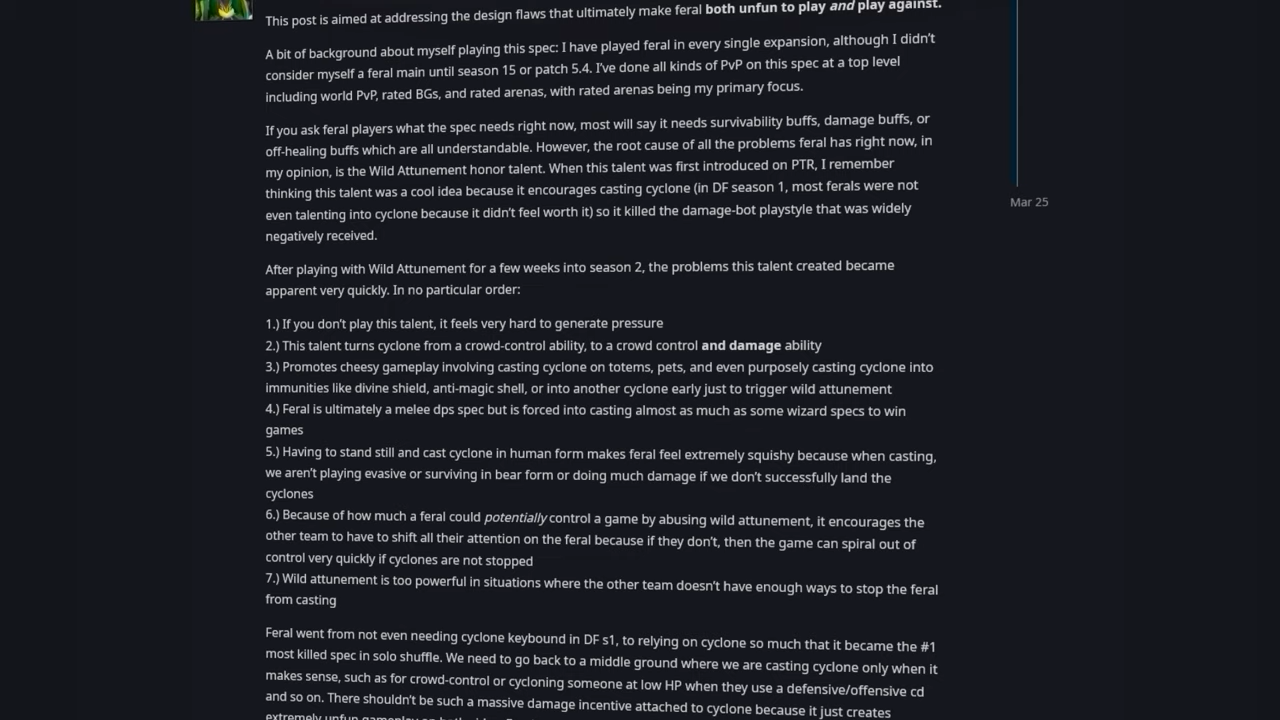 This post is aimed at addressing the design flaws that ultimately make feral both unfun to play and play against.
A bit of background about myself playing this spec: I have played feral in every single expansion, although I didn’t
consider myself a feral main until season 15 or patch 5.4. I’ve done all kinds of PvP on this spec at a top level
including world PvP, rated BGs, and rated arenas, with rated arenas being my primary focus.
If you ask feral players what the spec needs right now, most will say it needs survivability buffs, damage buffs, or
off-healing buffs which are all understandable. However, the root cause of all the problems feral has right now, in
my opinion, is the Wild Attunement honor talent. When this talent was first introduced on PTR, I remember
thinking this talent was a cool idea because it encourages casting cyclone (in DF season 1, most ferals were not
even talenting into cyclone because it didn’t feel worth it) so it killed the damage-bot playstyle that was widely
negatively received.
Mar 25
After playing with Wild Attunement for a few weeks into season 2, the problems this talent created became
apparent very quickly. In no particular order:
1.) If you don’t play this talent, it feels very hard to generate pressure
2.) This talent turns cyclone from a crowd-control ability, to a crowd control and damage ability
3.) Promotes cheesy gameplay involving casting cyclone on totems, pets, and even purposely casting cyclone into
immunities like divine shield, anti-magic shell, or into another cyclone early just to trigger wild attunement
4.) Feral is ultimately a melee dps spec but is forced into casting almost as much as some wizard specs to win
games
5.) Having to stand still and cast cyclone in human form makes feral feel extremely squishy because when casting,
we aren’t playing evasive or surviving in bear form or doing much damage if we don’t successfully land the
cyclones
6.) Because of how much a feral could potentially control a game by abusing wild attunement, it encourages the
other team to have to shift all their attention on the feral because if they don’t, then the game can spiral out of
control very quickly if cyclones are not stopped
7.) Wild attunement is too powerful in situations where the other team doesn’t have enough ways to stop the feral
from casting
Feral went from not even needing cyclone keybound in DF s1, to relying on cyclone so much that it became the #1
most killed spec in solo shuffle. We need to go back to a middle ground where we are casting cyclone only when it
makes sense, such as for crowd-control or cycloning someone at low HP when they use a defensive/offensive cd
and so on. There shouldn’t be such a massive damage incentive attached to cyclone because it just creates
extremely unfun gameplay on both